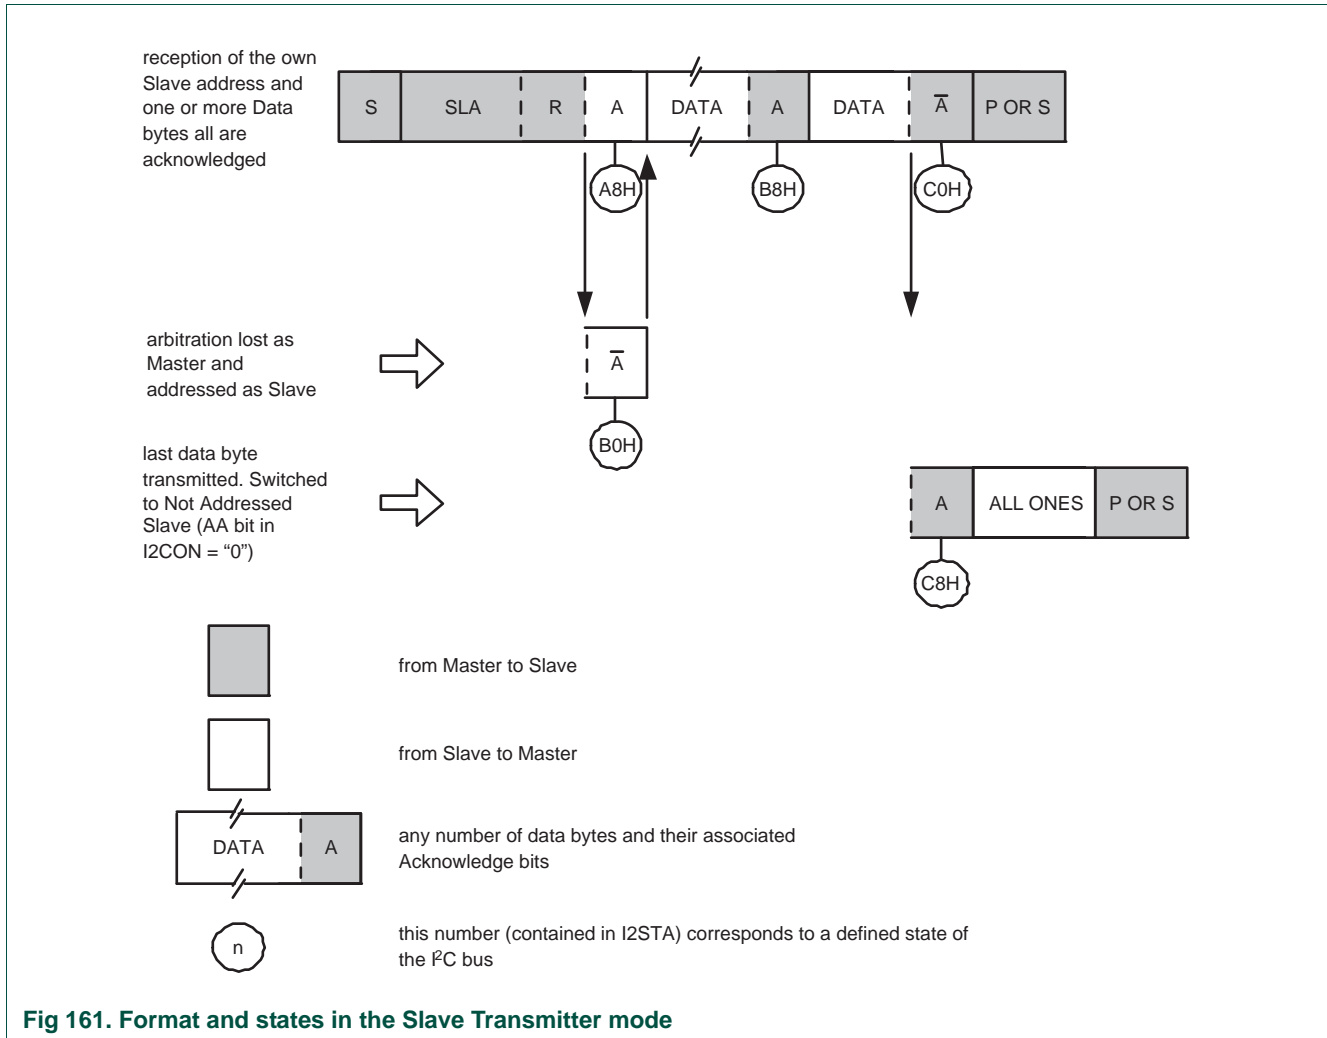 reception of the own
Slave address and
one or more Data
bytes all are
acknowledged
S SLA R A DATA A DATA A̅ P OR S
A8H B8H C0H
arbitration lost as
Master and
addressed as Slave
A̅
B0H
last data byte
transmitted. Switched
to Not Addressed
Slave (AA bit in
I2CON = “0”)
A ALL ONES P OR S
C8H
from Master to Slave
from Slave to Master
DATA A
any number of data bytes and their associated
Acknowledge bits
n
this number (contained in I2STA) corresponds to a defined state of
the I²C bus
Fig 161. Format and states in the Slave Transmitter mode